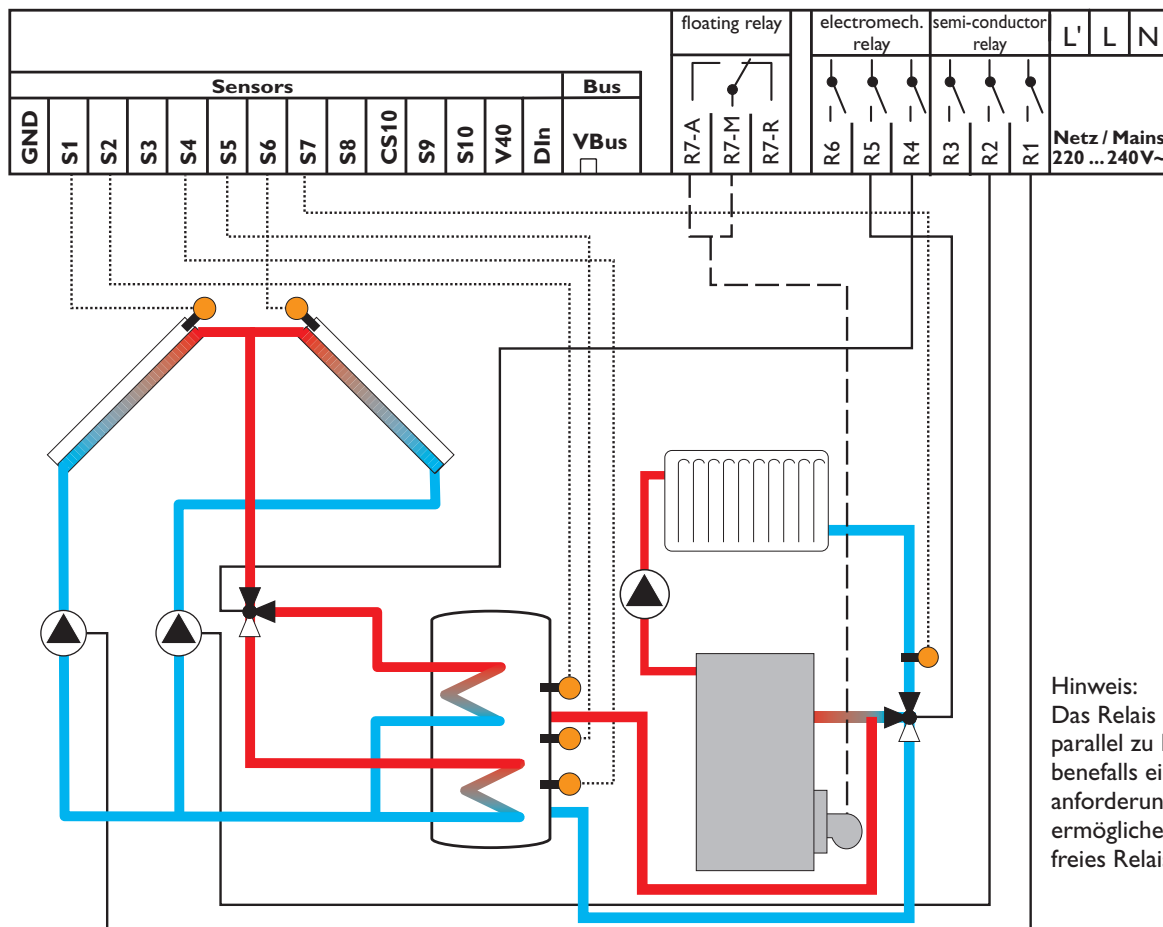 floating relay
electromech. relay
semi-conductor relay
L' L N
Sensors
Bus
GND S1 S2 S3 S4 S5 S6 S7 S8 CS10 S9 S10 V40 DIn
VBus
R7-A R7-M R7-R
R6 R5 R4 R3 R2 R1
Netz / Mains
220 ... 240 V~
Hinweis:
Das Relais
parallel zu
benefalls ei
anforderun
ermögliche
freies Relais